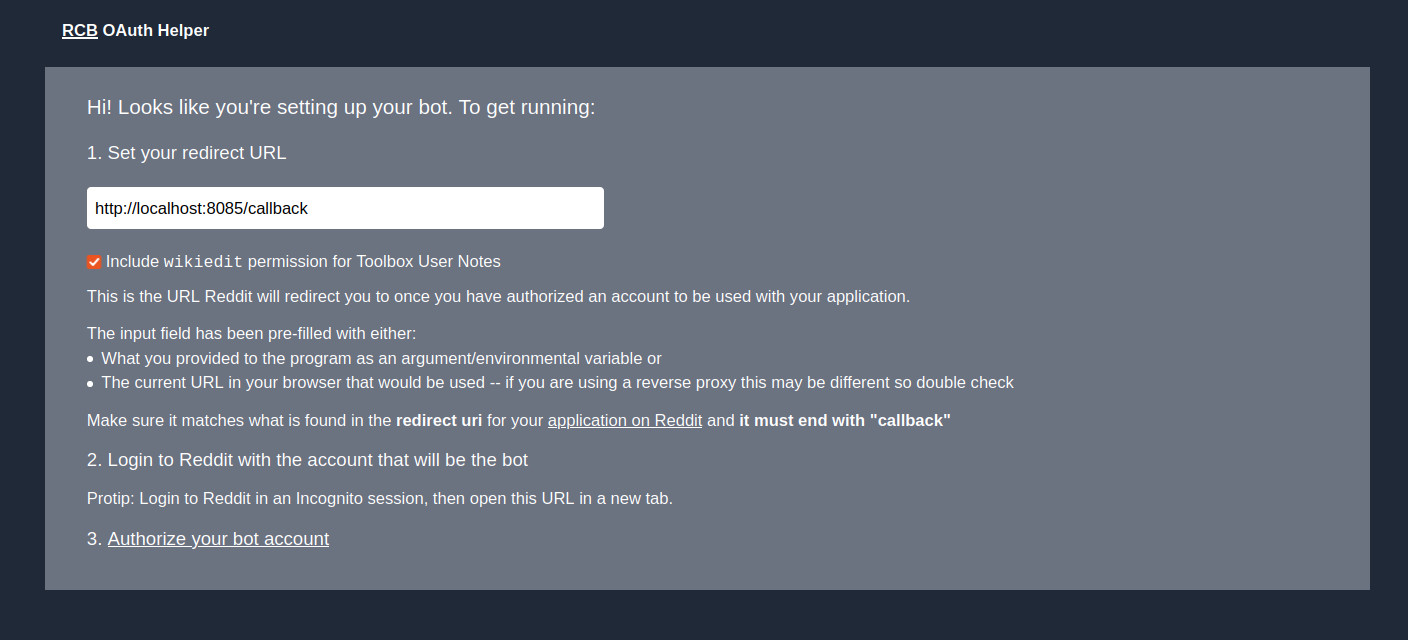 RCB OAuth Helper
Hi! Looks like you're setting up your bot. To get running:
1. Set your redirect URL
http://localhost:8085/callback
Include wikiedit permission for Toolbox User Notes
This is the URL Reddit will redirect you to once you have authorized an account to be used with your application.
The input field has been pre-filled with either:
What you provided to the program as an argument/environmental variable or
The current URL in your browser that would be used -- if you are using a reverse proxy this may be different so double check
Make sure it matches what is found in the redirect uri for your application on Reddit and it must end with "callback"
2. Login to Reddit with the account that will be the bot
Protip: Login to Reddit in an Incognito session, then open this URL in a new tab.
3. Authorize your bot account